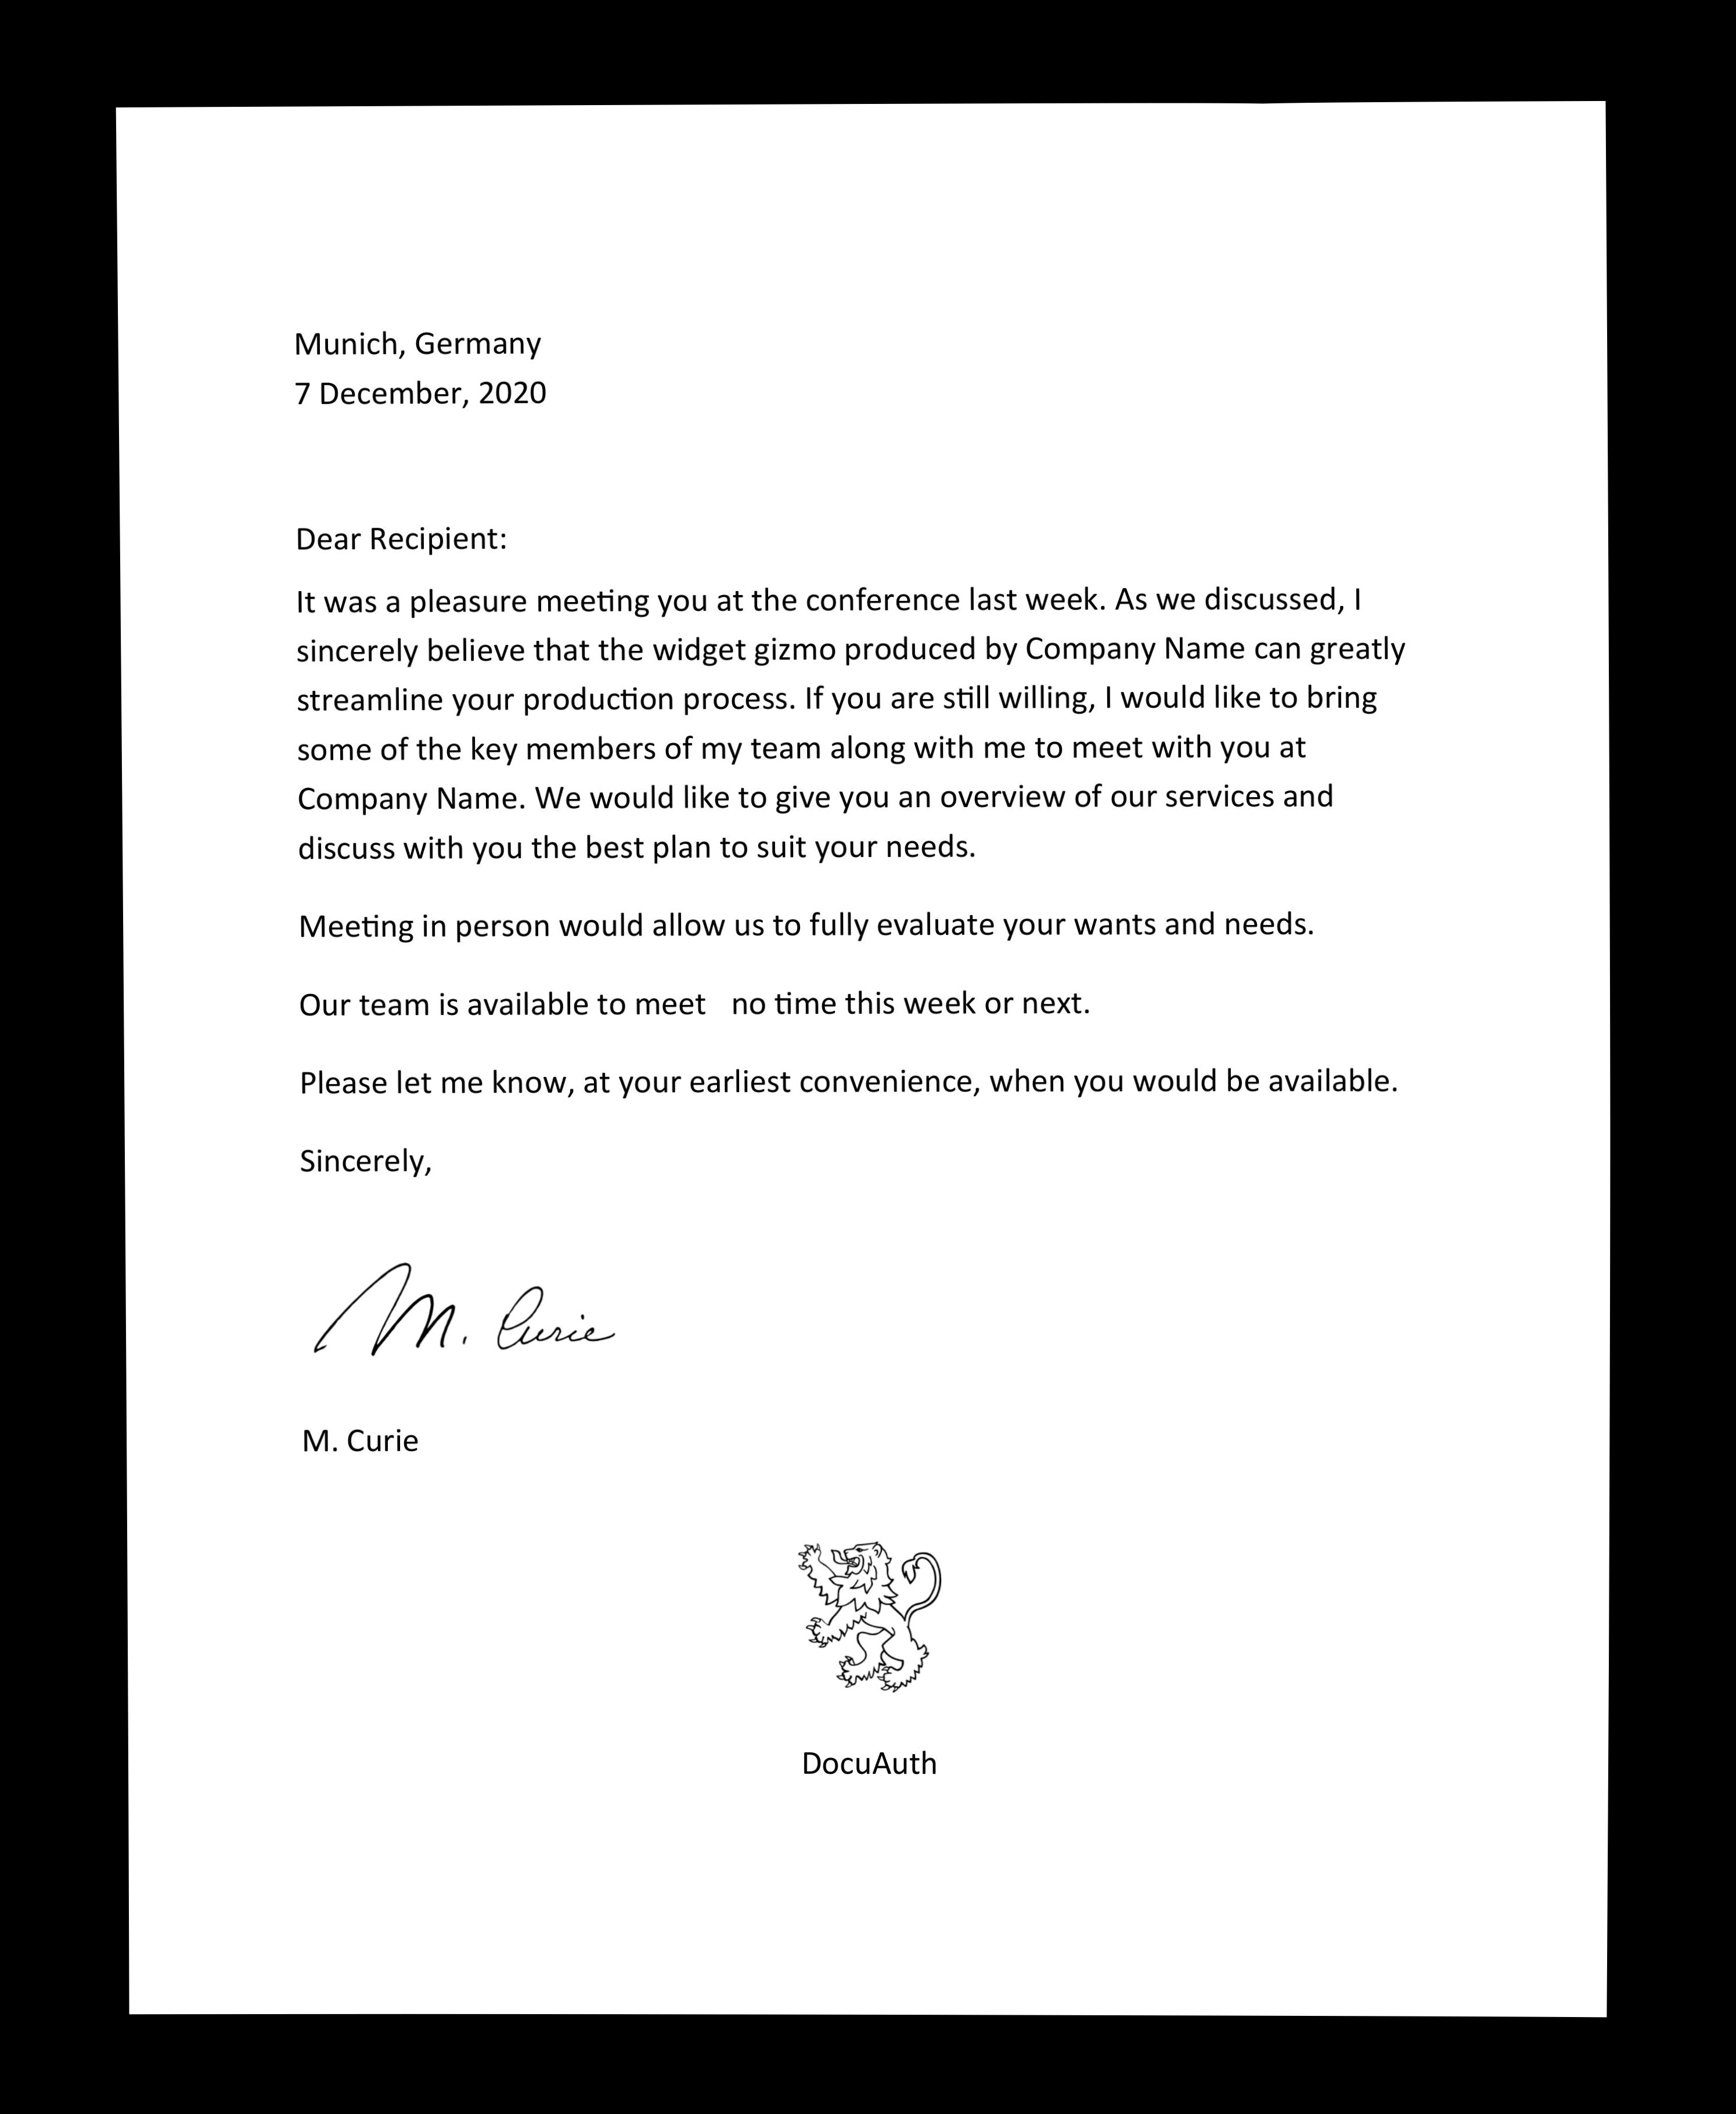 Munich, Germany
7 December, 2020
Dear Recipient:
It was a pleasure meeting you at the conference last week. As we discussed, I
sincerely believe that the widget gizmo produced by Company Name can greatly
streamline your production process. If you are still willing, I would like to bring
some of the key members of my team along with me to meet with you at
Company Name. We would like to give you an overview of our services and
discuss with you the best plan to suit your needs.
Meeting in person would allow us to fully evaluate your wants and needs.
Our team is available to meet   no time this week or next.
Please let me know, at your earliest convenience, when you would be available.
Sincerely,
M. Curie
M. Curie
DocuAuth